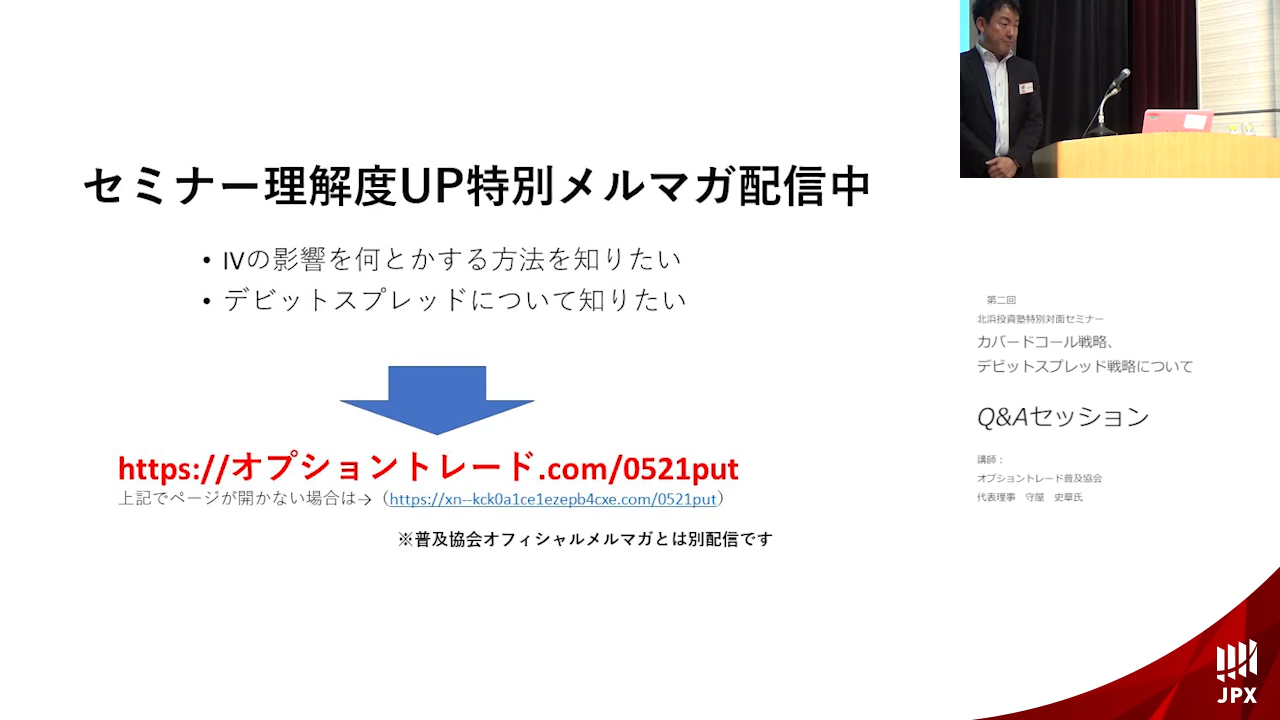 セミナー理解度UP特別メルマガ配信中
• IVの影響を何とかする方法を知りたい
• デビットスプレッドについて知りたい
https://オプショントレード.com/0521put
上記でページが開かない場合は→（https://xn--kck0a1ce1ezepb4cxe.com/0521put）
※普及協会オフィシャルメルマガとは別配信です
第二回
北浜投資塾特別対面セミナー
カバードコール戦略、
デビットスプレッド戦略について
Q&Aセッション
講師：
オプショントレード普及協会
代表理事　守屋　史章氏
JPX